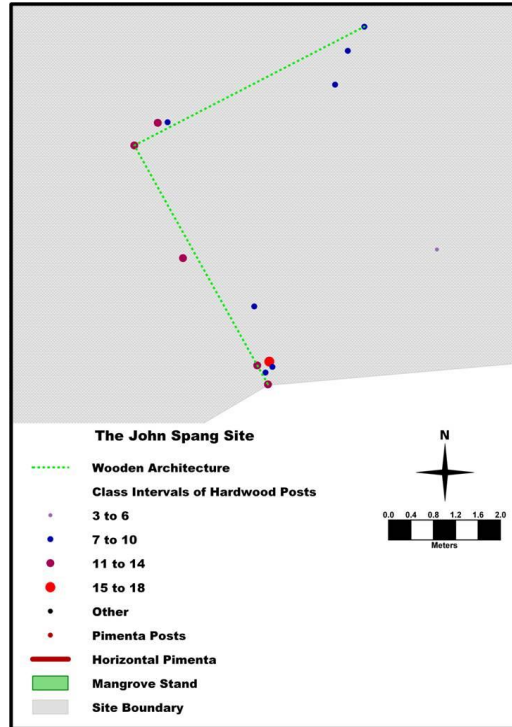 The John Spang Site
Wooden Architecture
Class Intervals of Hardwood Posts
3 to 6
7 to 10
11 to 14
15 to 18
Other
Pimenta Posts
Horizontal Pimenta
Mangrove Stand
Site Boundary
N
0.0 0.4 0.8 1.2 1.6 2.0
Meters